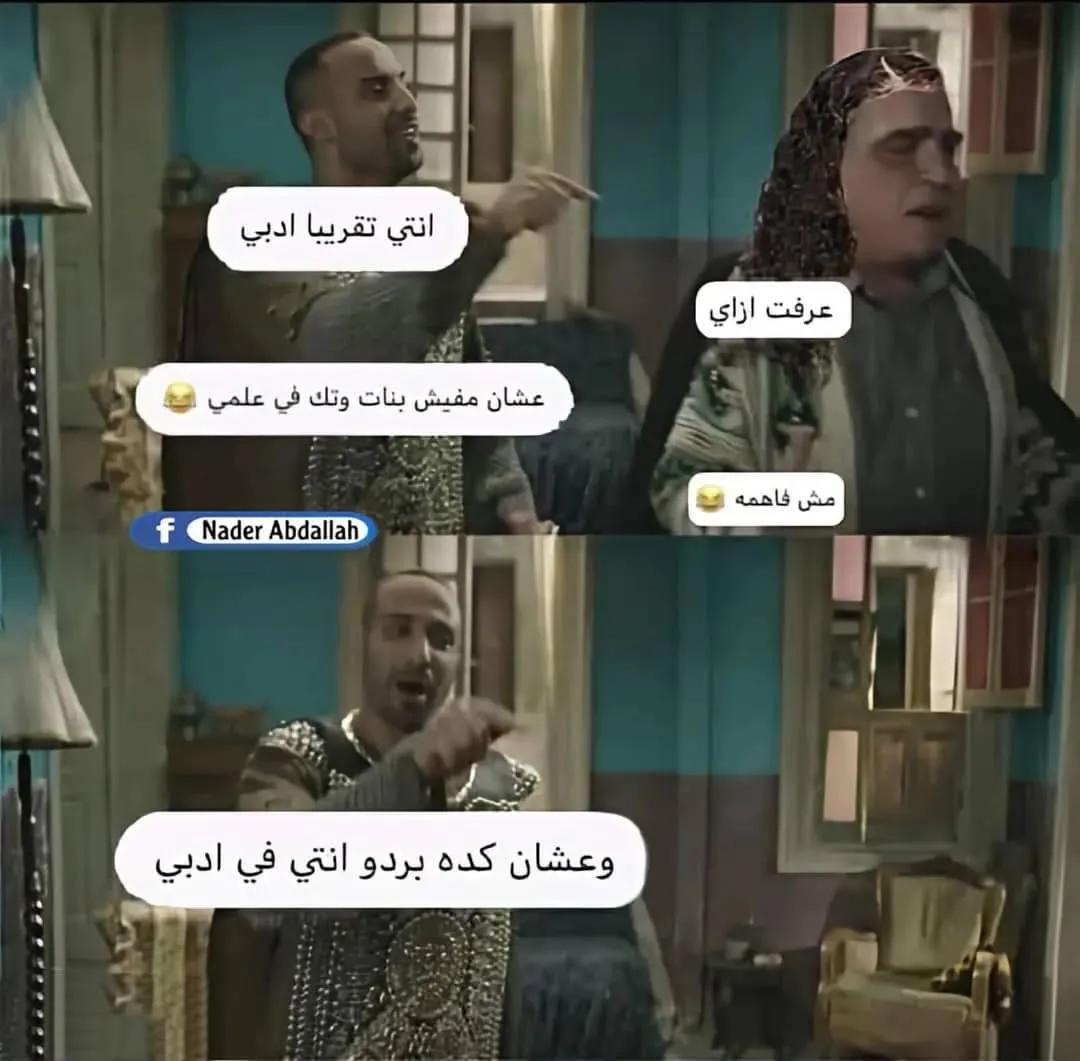 انتي تقريبا ادبي
عرفت ازاي
عشان مفيش بنات وتك في علمي 😂
مش فاهمه 😂
f Nader Abdallah
وعشان كده بردو انتي في ادبي